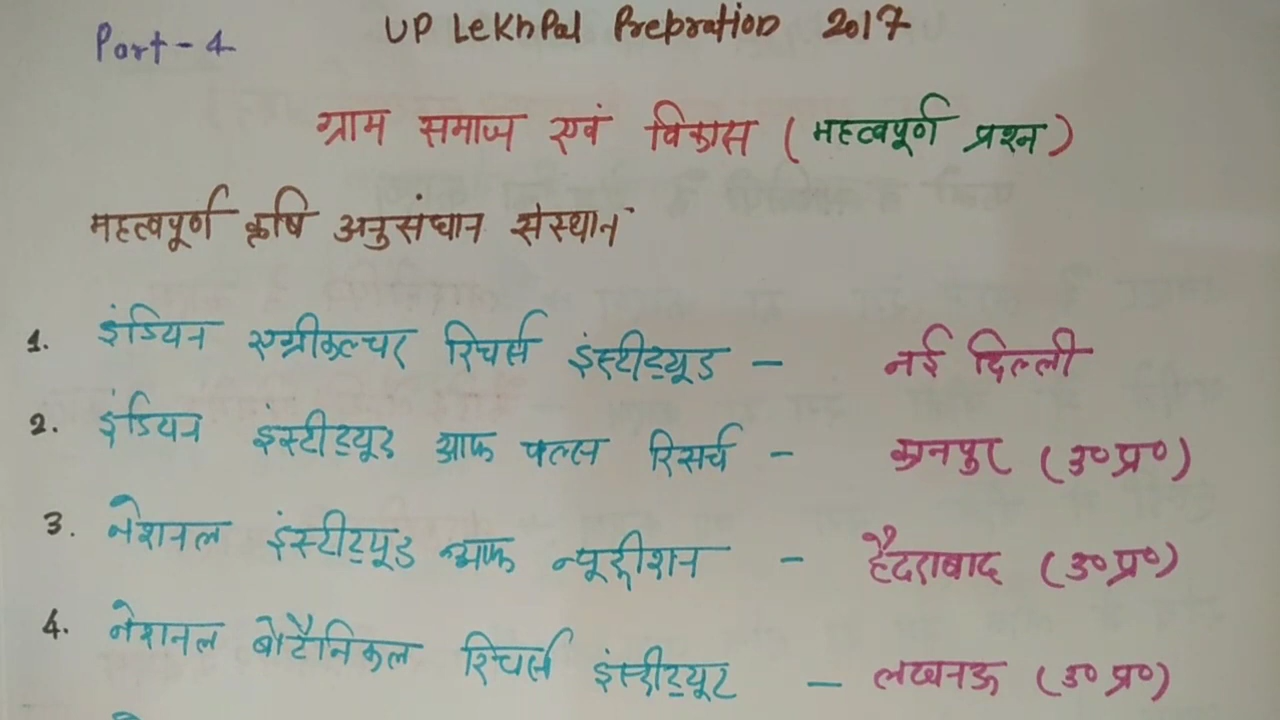 Part - 4
UP LeKhPal Prepration 2017
ग्राम समाज एवं विकास (महत्वपूर्ण प्रश्न)
महत्वपूर्ण कृषि अनुसंधान संस्थान
1. इंडियन एग्रीकल्चर रिचर्स इंस्टीट्यूड - नई दिल्ली
2. इंडियन इंस्टीट्यूड आफ पल्स रिसर्च - कानपुर (उ०प्र०)
3. नेशनल इंस्टीट्यूड आफ न्यूट्रीशन - हैदराबाद (उ०प्र०)
4. नेशनल बोटैनिकल रिचर्स इंस्टीट्यूट - लखनऊ (उ०प्र०)